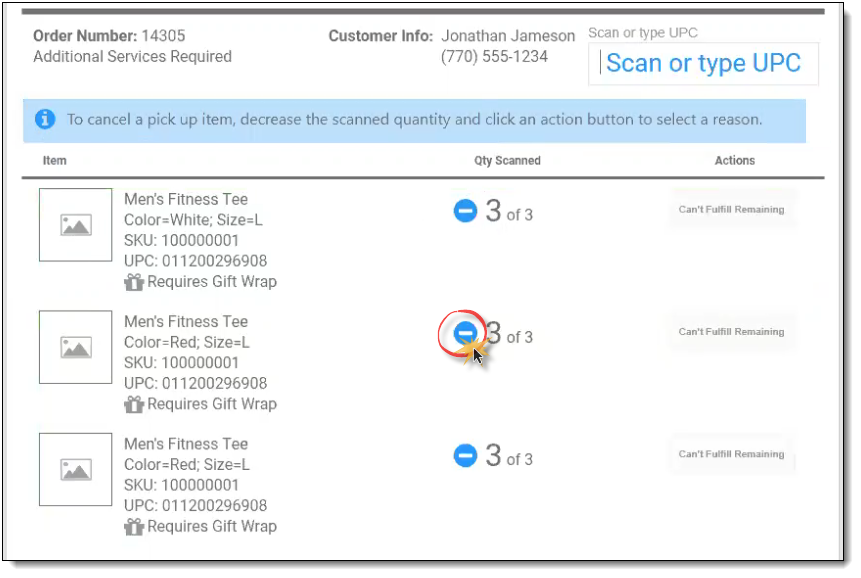 Order Number: 14305
Additional Services Required
Customer Info: Jonathan Jameson
(770) 555-1234
Scan or type UPC
Scan or type UPC
To cancel a pick up item, decrease the scanned quantity and click an action button to select a reason.
Item Qty Scanned Actions
Men's Fitness Tee
Color=White; Size=L
SKU: 100000001
UPC: 011200296908
Requires Gift Wrap
3 of 3
Can't Fulfill Remaining
Men's Fitness Tee
Color=Red; Size=L
SKU: 100000001
UPC: 011200296908
Requires Gift Wrap
3 of 3
Can't Fulfill Remaining
Men's Fitness Tee
Color=Red; Size=L
SKU: 100000001
UPC: 011200296908
Requires Gift Wrap
3 of 3
Can't Fulfill Remaining